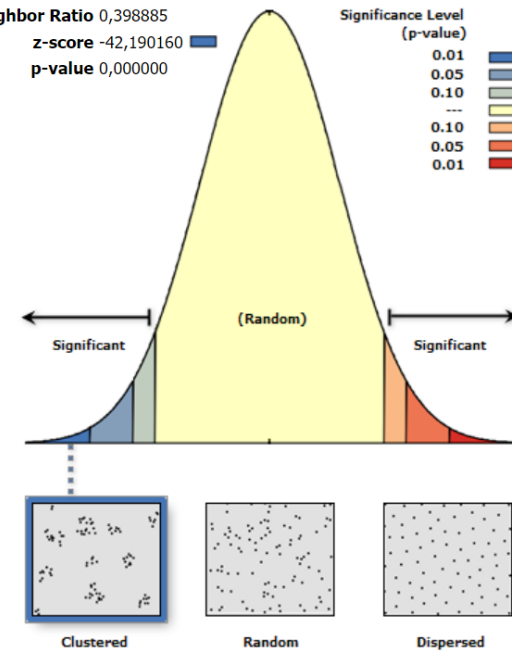 ghbor Ratio 0,398885
z-score -42,190160
p-value 0,000000
Significance Level
(p-value)
0.01
0.05
0.10
---
0.10
0.05
0.01
(Random)
Significant
Significant
Clustered
Random
Dispersed